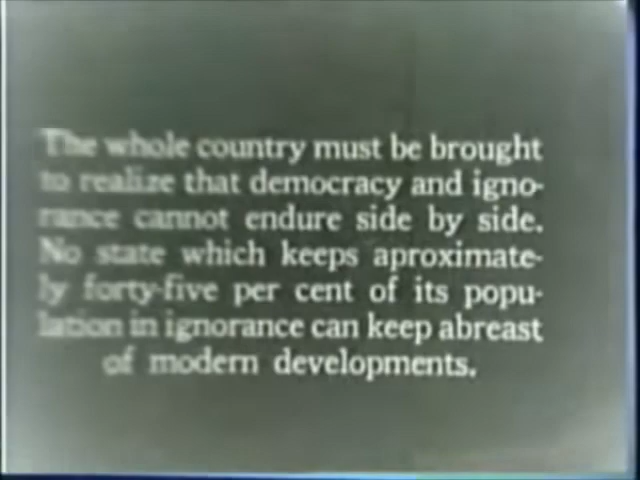 The whole country must be brought
to realize that democracy and igno-
rance cannot endure side by side.
No state which keeps aproximate-
ly forty-five per cent of its popu-
lation in ignorance can keep abreast
of modern developments.